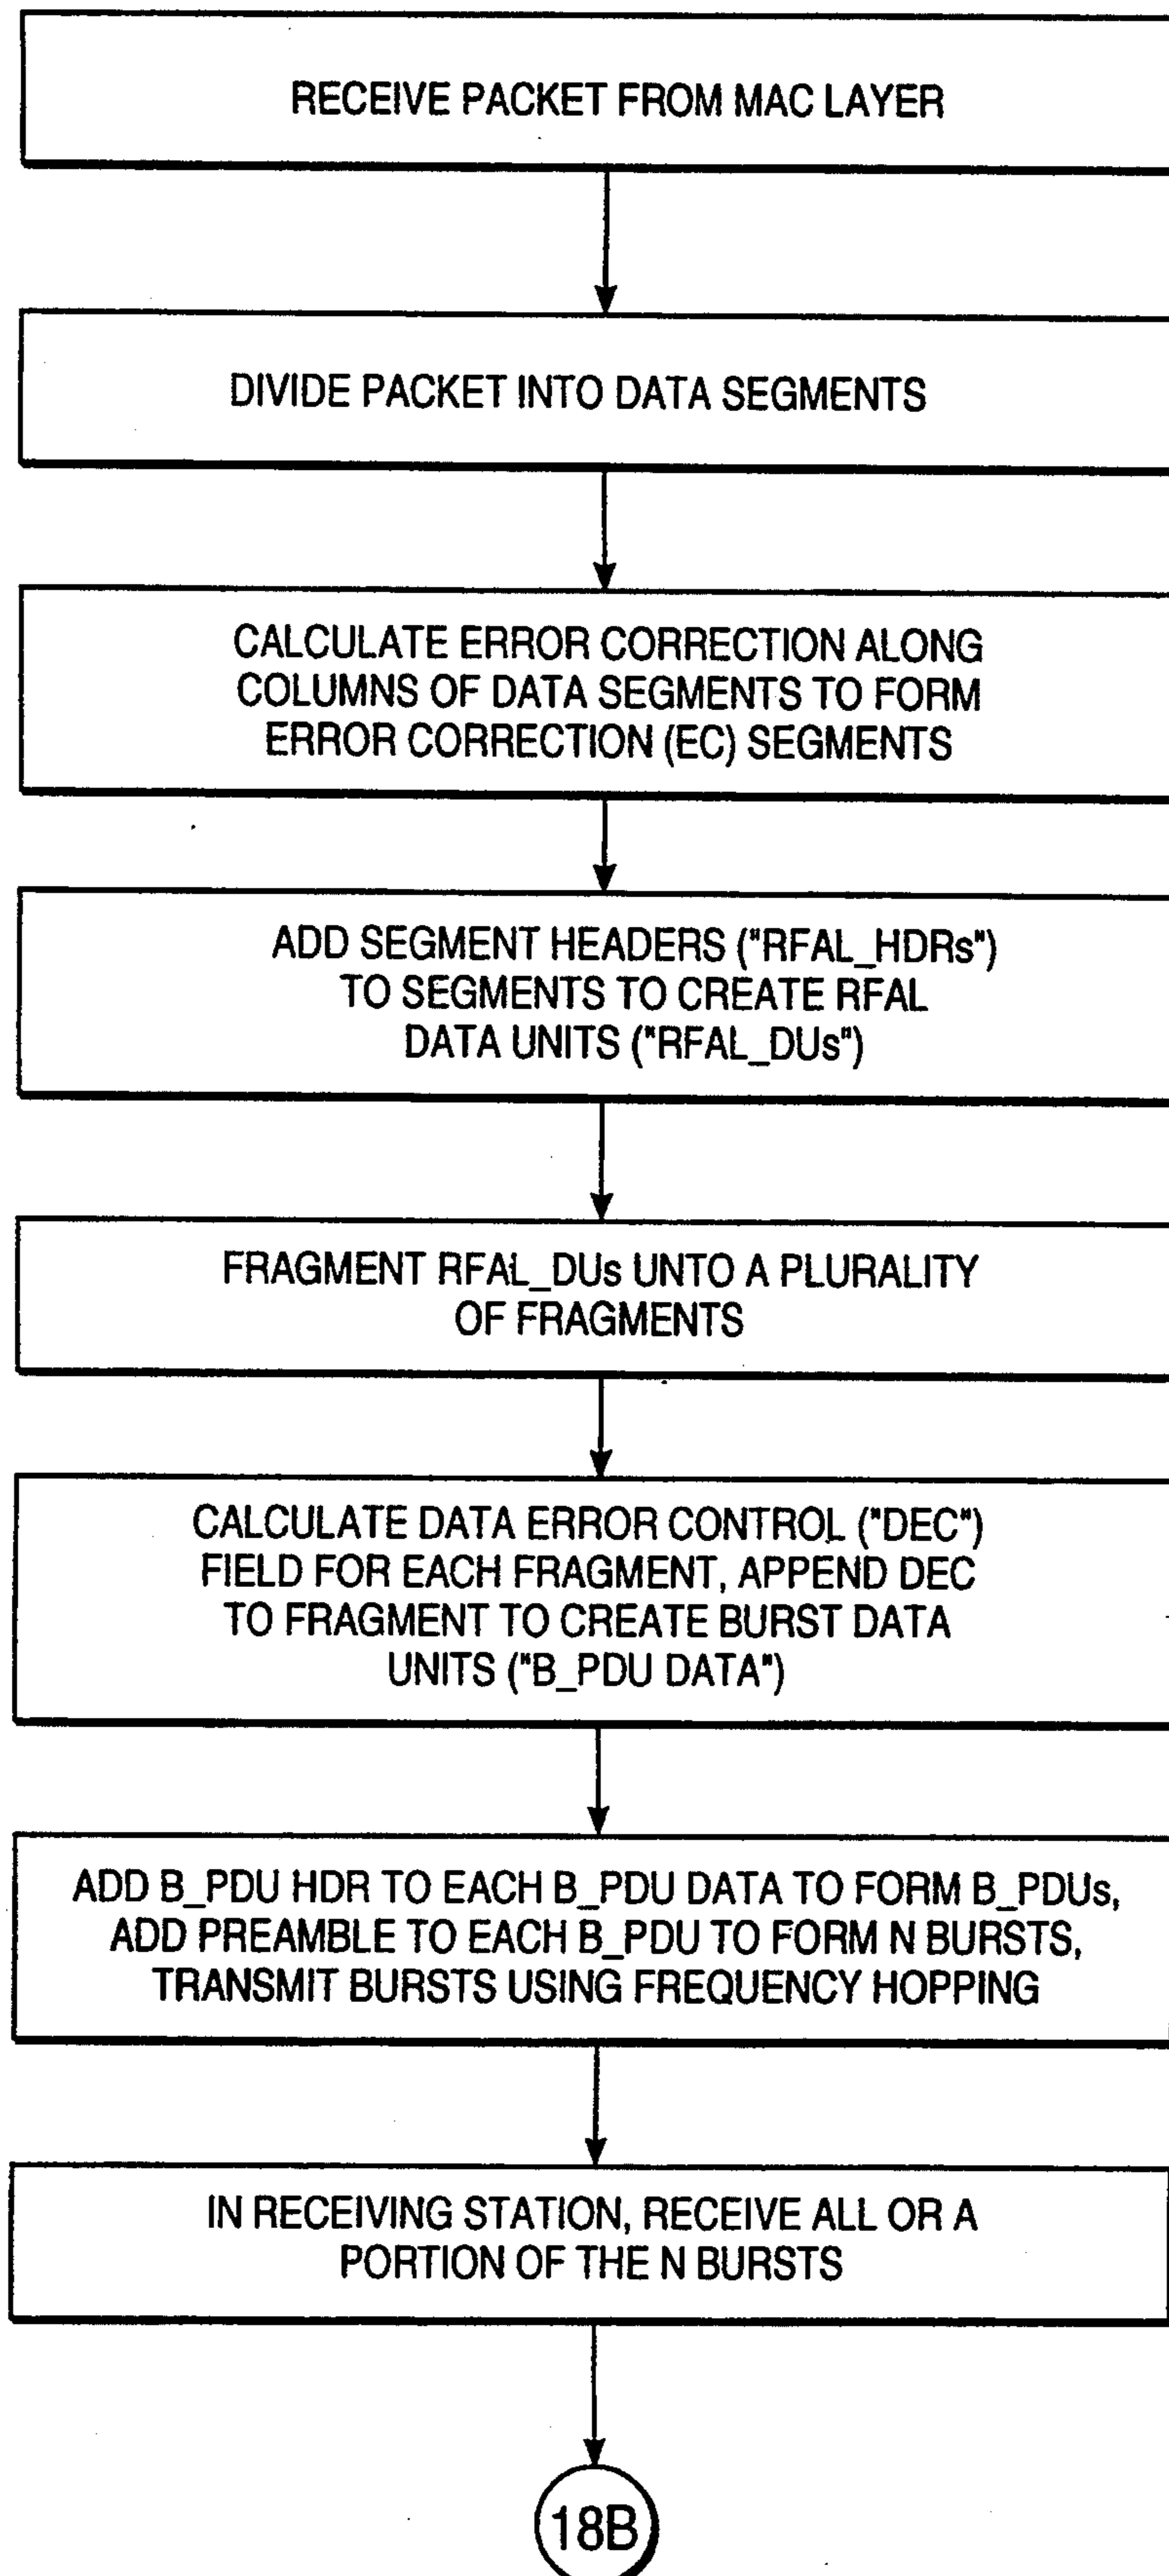 RECEIVE PACKET FROM MAC LAYER
DIVIDE PACKET INTO DATA SEGMENTS
CALCULATE ERROR CORRECTION ALONG
COLUMNS OF DATA SEGMENTS TO FORM
ERROR CORRECTION (EC) SEGMENTS
ADD SEGMENT HEADERS ("RFAL_HDRs")
TO SEGMENTS TO CREATE RFAL
DATA UNITS ("RFAL_DUs")
FRAGMENT RFAL_DUs UNTO A PLURALITY
OF FRAGMENTS
CALCULATE DATA ERROR CONTROL ("DEC")
FIELD FOR EACH FRAGMENT, APPEND DEC
TO FRAGMENT TO CREATE BURST DATA
UNITS ("B_PDU DATA")
ADD B_PDU HDR TO EACH B_PDU DATA TO FORM B_PDUs,
ADD PREAMBLE TO EACH B_PDU TO FORM N BURSTS,
TRANSMIT BURSTS USING FREQUENCY HOPPING
IN RECEIVING STATION, RECEIVE ALL OR A
PORTION OF THE N BURSTS
18B